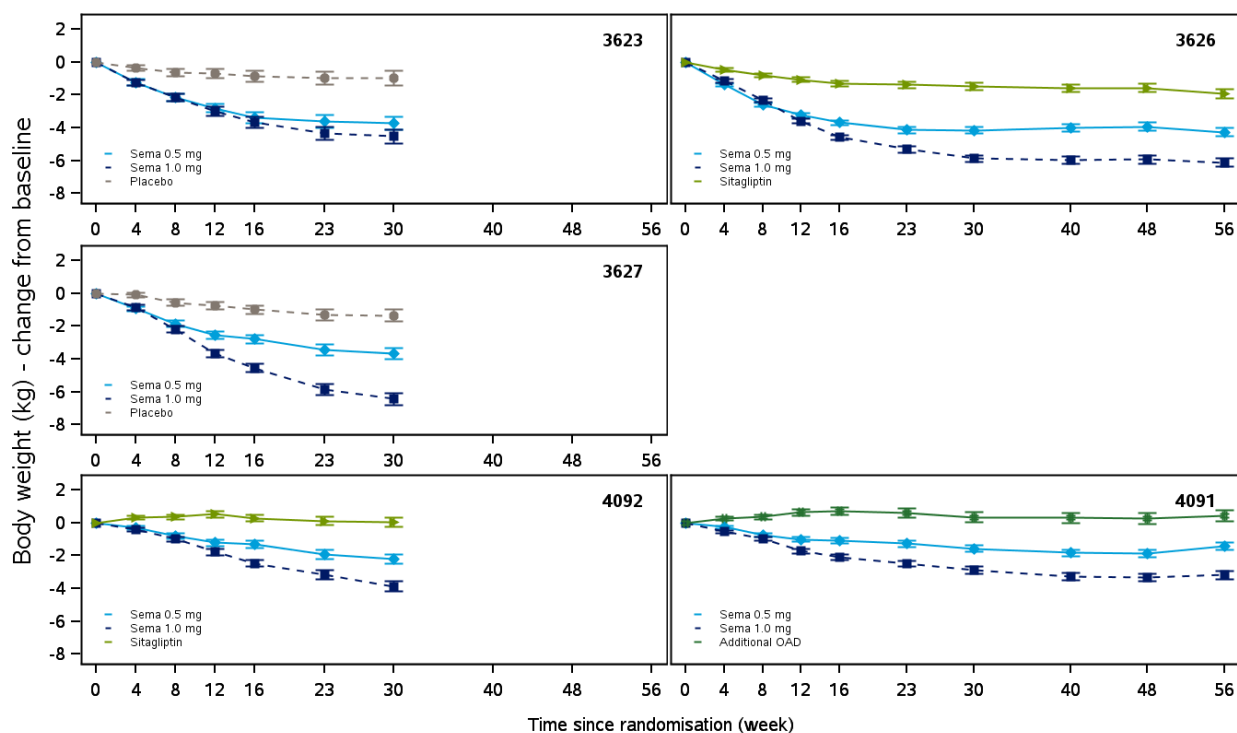 Body weight (kg) - change from baseline
2
0
-2
-4
-6
-8
3623
Sema 0.5 mg
Sema 1.0 mg
Placebo
0 4 8 12 16 23 30 40 48 56
3626
Sema 0.5 mg
Sema 1.0 mg
Sitagliptin
0 4 8 12 16 23 30 40 48 56
2
0
-2
-4
-6
-8
3627
Sema 0.5 mg
Sema 1.0 mg
Placebo
0 4 8 12 16 23 30 40 48 56
2
0
-2
-4
-6
-8
4092
Sema 0.5 mg
Sema 1.0 mg
Sitagliptin
0 4 8 12 16 23 30 40 48 56
4091
Sema 0.5 mg
Sema 1.0 mg
Additional OAD
0 4 8 12 16 23 30 40 48 56
Time since randomisation (week)